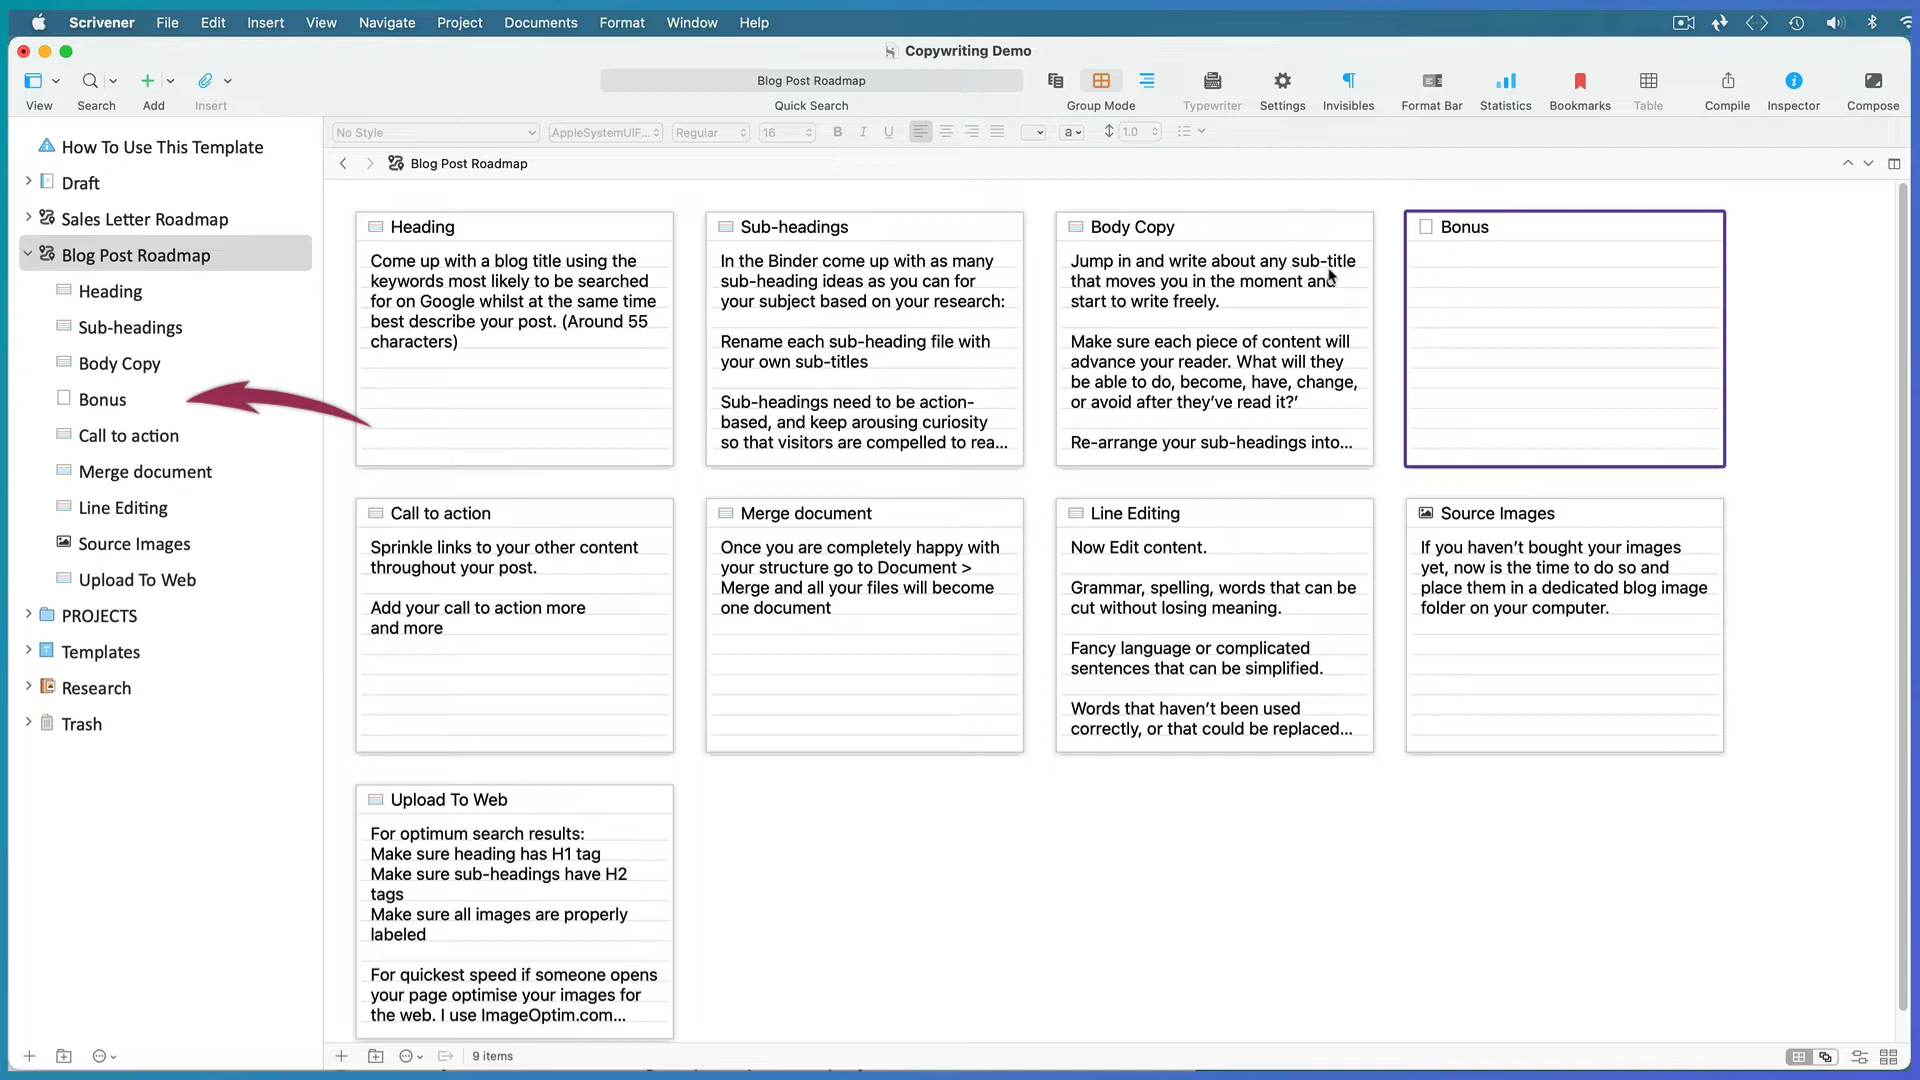 Scrivener File Edit Insert View Navigate Project Documents Format Window Help
Copywriting Demo
Blog Post Roadmap
View Search Add Insert Quick Search Group Mode Typewriter Settings Invisibles Format Bar Statistics Bookmarks Table Compile Inspector Compose
No Style .AppleSystemUIF... Regular 16 B I U a 1.0
Blog Post Roadmap
How To Use This Template
Draft
Sales Letter Roadmap
Blog Post Roadmap
Heading
Sub-headings
Body Copy
Bonus
Call to action
Merge document
Line Editing
Source Images
Upload To Web
PROJECTS
Templates
Research
Trash
Heading
Come up with a blog title using the
keywords most likely to be searched
for on Google whilst at the same time
best describe your post. (Around 55
characters)
Sub-headings
In the Binder come up with as many
sub-heading ideas as you can for
your subject based on your research:
Rename each sub-heading file with
your own sub-titles
Sub-headings need to be action-
based, and keep arousing curiosity
so that visitors are compelled to rea...
Body Copy
Jump in and write about any sub-title
that moves you in the moment and
start to write freely.
Make sure each piece of content will
advance your reader. What will they
be able to do, become, have, change,
or avoid after they've read it?'
Re-arrange your sub-headings into...
Bonus
Call to action
Sprinkle links to your other content
throughout your post.
Add your call to action more
and more
Merge document
Once you are completely happy with
your structure go to Document >
Merge and all your files will become
one document
Line Editing
Now Edit content.
Grammar, spelling, words that can be
cut without losing meaning.
Fancy language or complicated
sentences that can be simplified.
Words that haven't been used
correctly, or that could be replaced...
Source Images
If you haven't bought your images
yet, now is the time to do so and
place them in a dedicated blog image
folder on your computer.
Upload To Web
For optimum search results:
Make sure heading has H1 tag
Make sure sub-headings have H2
tags
Make sure all images are properly
labeled
For quickest speed if someone opens
your page optimise your images for
the web. I use ImageOptim.com...
9 items